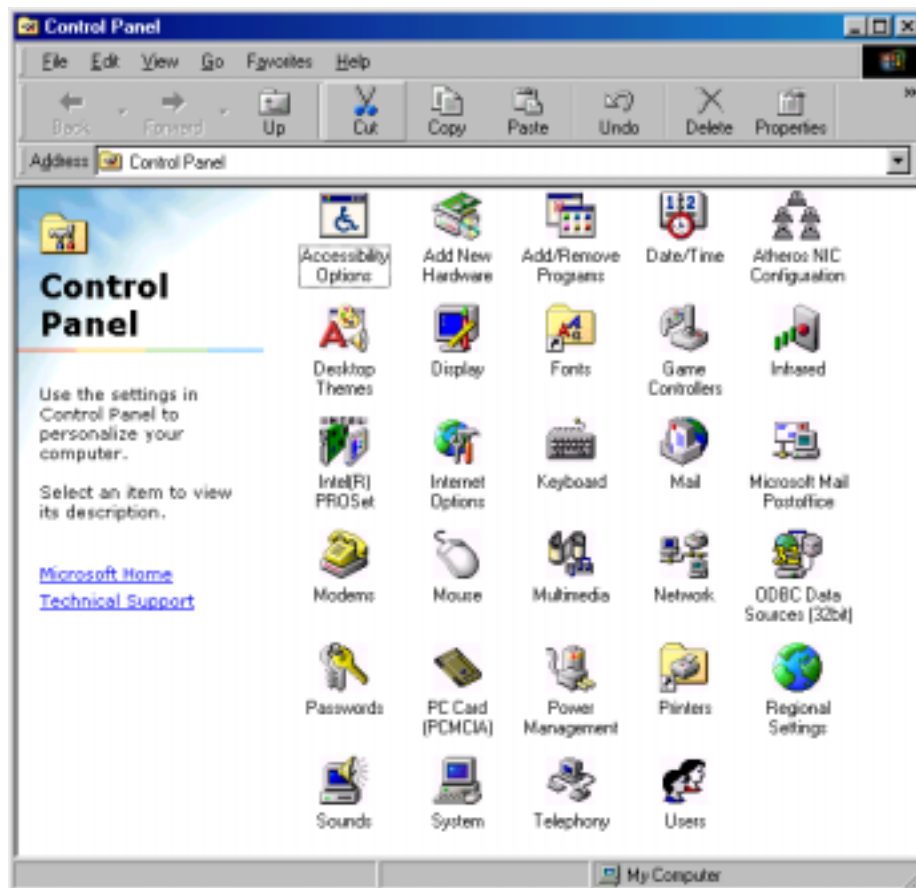 Control Panel
File Edit View Go Favorites Help
Back Forward Up Cut Copy Paste Undo Delete Properties
Address Control Panel
Control
Panel
Use the settings in
Control Panel to
personalize your
computer.
Select an item to view
its description.
Microsoft Home
Technical Support
Accessibility
Options
Add New
Hardware
Add/Remove
Programs
Date/Time
Atheros NIC
Configuration
Desktop
Themes
Display
Fonts
Game
Controllers
Infrared
Intel(R)
PROSet
Internet
Options
Keyboard
Mail
Microsoft Mail
Postoffice
Modems
Mouse
Multimedia
Network
ODBC Data
Sources (32bit)
Passwords
PC Card
(PCMCIA)
Power
Management
Printers
Regional
Settings
Sounds
System
Telephony
Users
My Computer